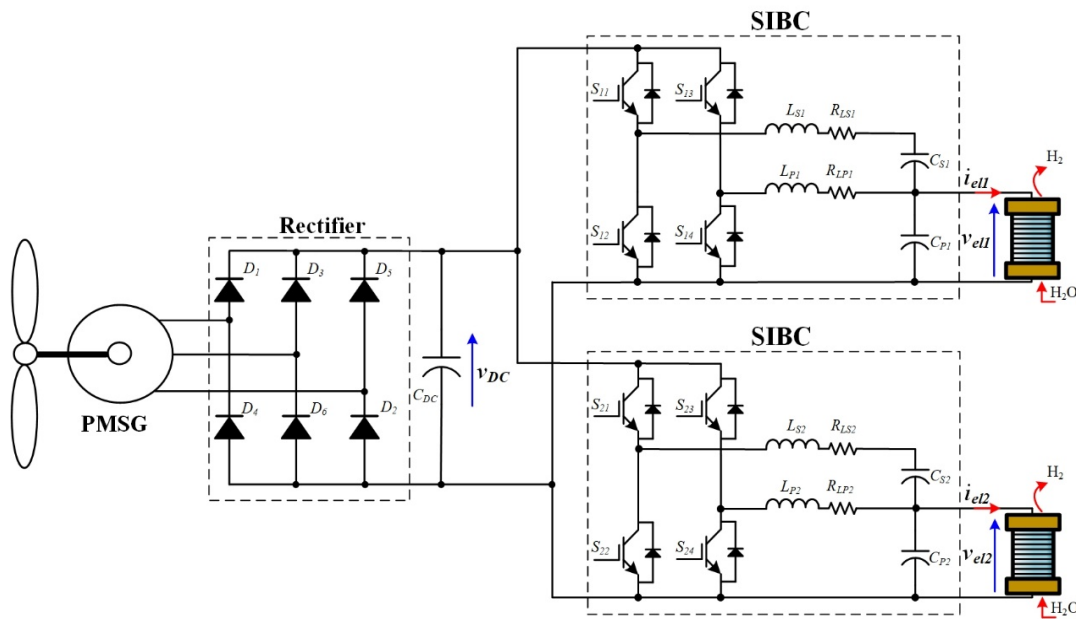 SIBC
S11
S13
LS1
RLS1
CS1
H2
LP1
RLP1
iel1
S12
S14
CP1
vel1
H2O
Rectifier
D1
D3
D5
CDC
vDC
D4
D6
D2
PMSG
SIBC
S21
S23
LS2
RLS2
CS2
H2
LP2
RLP2
iel2
S22
S24
CP2
vel2
H2O